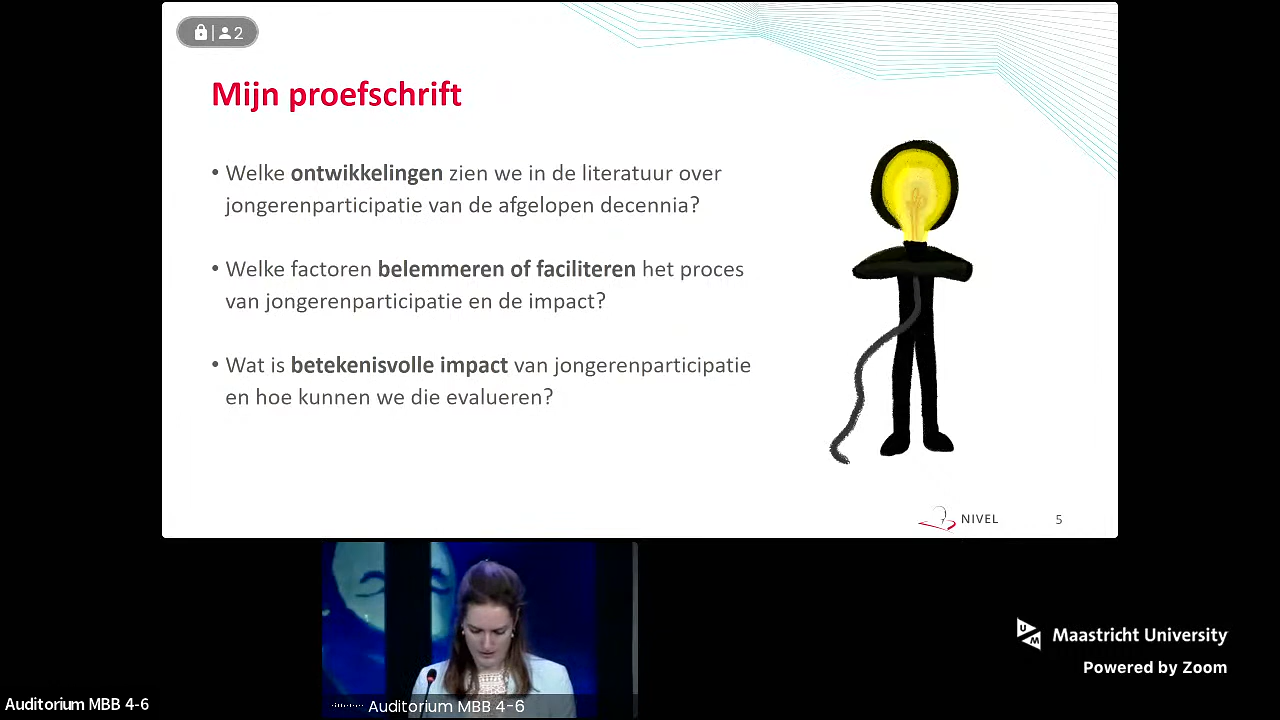 2
Mijn proefschrift
• Welke ontwikkelingen zien we in de literatuur over
jongerenparticipatie van de afgelopen decennia?
• Welke factoren belemmeren of faciliteren het proces
van jongerenparticipatie en de impact?
• Wat is betekenisvolle impact van jongerenparticipatie
en hoe kunnen we die evalueren?
NIVEL
5
UM
Maastricht University
Powered by Zoom
Auditorium MBB 4-6
Auditorium MBB 4-6